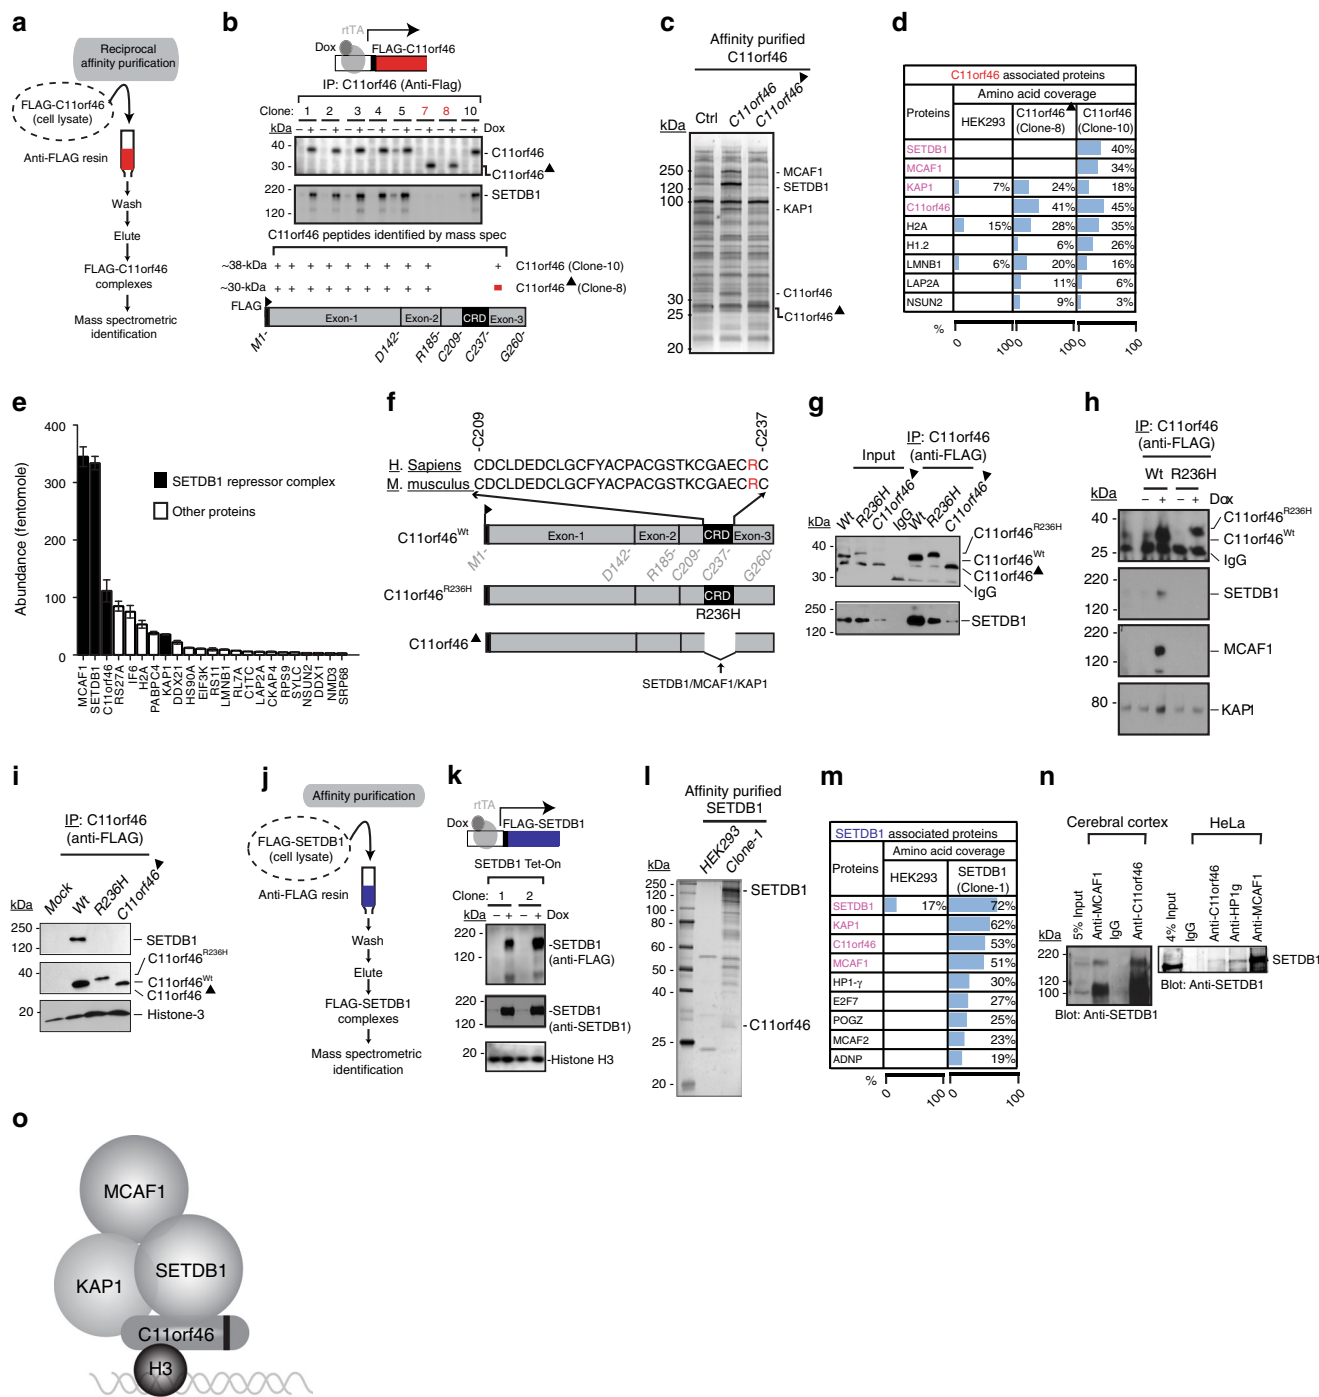 a
Reciprocal
affinity purification
FLAG-C11orf46
(cell lysate)
Anti-FLAG resin
Wash
Elute
FLAG-C11orf46
complexes
Mass spectrometric
identification
b
rtTA
Dox
FLAG-C11orf46
IP: C11orf46 (Anti-Flag)
Clone: 1 2 3 4 5 7 8 10
kDa − + − + − + − + − + − + − + − + Dox
40 -
30 -
C11orf46
C11orf46▲
220 -
120 -
SETDB1
C11orf46 peptides identified by mass spec
~38-kDa + + + + + + + + + + C11orf46 (Clone-10)
~30-kDa + + + + + + + + + C11orf46▲ (Clone-8)
FLAG
Exon-1 Exon-2 CRD Exon-3
M1- D142- R185- C209- C237- G260-
c
Affinity purified
C11orf46
Ctrl C11orf46 C11orf46▲
kDa
250
120
100
30
25
20
MCAF1
SETDB1
KAP1
C11orf46
C11orf46▲
d
C11orf46 associated proteins
Proteins Amino acid coverage
HEK293 C11orf46▲ (Clone-8) C11orf46 (Clone-10)
SETDB1 40%
MCAF1 34%
KAP1 7% 24% 18%
C11orf46 41% 45%
H2A 15% 28% 35%
H1.2 6% 26%
LMNB1 6% 20% 16%
LAP2A 11% 6%
NSUN2 9% 3%
% 0 100 0 100 0 100
e
Abundance (fentomole)
400
300
200
100
0
SETDB1 repressor complex
Other proteins
MCAF1 SETDB1 C11orf46 RS27A IF6 H2A PABPC4 KAP1 DDX21 HS90A EIF3K RS11 LMNB1 RL7A C1TC LAP2A CKAP4 RPS9 SYLC NSUN2 DDX1 NMD3 SRP68
f
-C209 -C237
H. Sapiens CDCLDEDCLGCFYACPACGSTKCGAECRC
M. musculus CDCLDEDCLGCFYACPACGSTKCGAECRC
C11orf46Wt
Exon-1 Exon-2 CRD Exon-3
M1- D142- R185- C209- C237- G260-
C11orf46R236H
CRD
R236H
C11orf46▲
SETDB1/MCAF1/KAP1
g
IP: C11orf46
(anti-FLAG)
Input
Wt R236H C11orf46▲ IgG Wt R236H C11orf46▲
kDa
40
30
C11orf46R236H
C11orf46Wt
C11orf46▲
IgG
250
120
SETDB1
h
IP: C11orf46
(anti-FLAG)
Wt R236H
kDa − + − + Dox
40
25
C11orf46R236H
C11orf46Wt
IgG
220
120
SETDB1
220
120
MCAF1
80
KAP1
i
IP: C11orf46
(anti-FLAG)
Mock Wt R236H C11orf46▲
kDa
250
120
SETDB1
40
20
C11orf46R236H
C11orf46Wt
C11orf46▲
Histone-3
j
Affinity purification
FLAG-SETDB1
(cell lysate)
Anti-FLAG resin
Wash
Elute
FLAG-SETDB1
complexes
Mass spectrometric
identification
k
rtTA
Dox
FLAG-SETDB1
SETDB1 Tet-On
Clone: 1 2
kDa − + − + Dox
220
120
SETDB1
(anti-FLAG)
220
120
SETDB1
(anti-SETDB1)
20
Histone H3
l
Affinity purified
SETDB1
HEK293 Clone-1
kDa
250
120
100
80
60
50
40
25
20
SETDB1
C11orf46
m
SETDB1 associated proteins
Proteins Amino acid coverage
HEK293 SETDB1 (Clone-1)
SETDB1 17% 72%
KAP1 62%
C11orf46 53%
MCAF1 51%
HP1-γ 30%
E2F7 27%
POGZ 25%
MCAF2 23%
ADNP 19%
% 0 100 0 100
n
Cerebral cortex HeLa
5% Input Anti-MCAF1 IgG Anti-C11orf46
4% Input IgG Anti-C11orf46 Anti-HP1g Anti-MCAF1
kDa
220
120
100
SETDB1
Blot: Anti-SETDB1
Blot: Anti-SETDB1
o
MCAF1
KAP1
SETDB1
C11orf46
H3